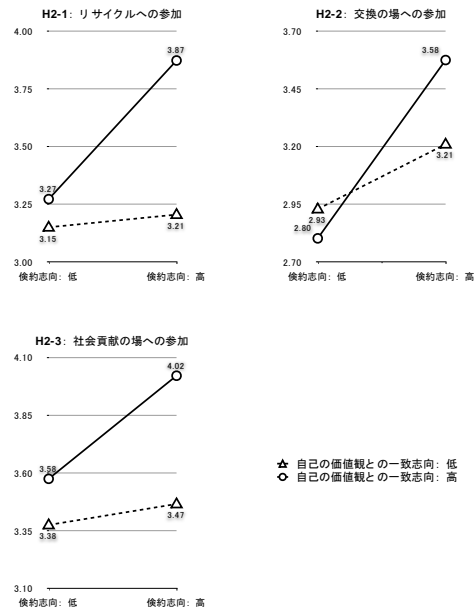 H2-1: リサイクルへの参加
4.00
3.75
3.50
3.25
3.00
3.87
3.27
3.15
3.21
倹約志向: 低
倹約志向: 高
H2-2: 交換の場への参加
3.70
3.45
3.20
2.95
2.70
3.58
3.21
2.93
2.80
倹約志向: 低
倹約志向: 高
H2-3: 社会貢献の場への参加
4.10
3.85
3.60
3.35
3.10
4.02
3.58
3.47
3.38
倹約志向: 低
倹約志向: 高
自己の価値観との一致志向: 低
自己の価値観との一致志向: 高